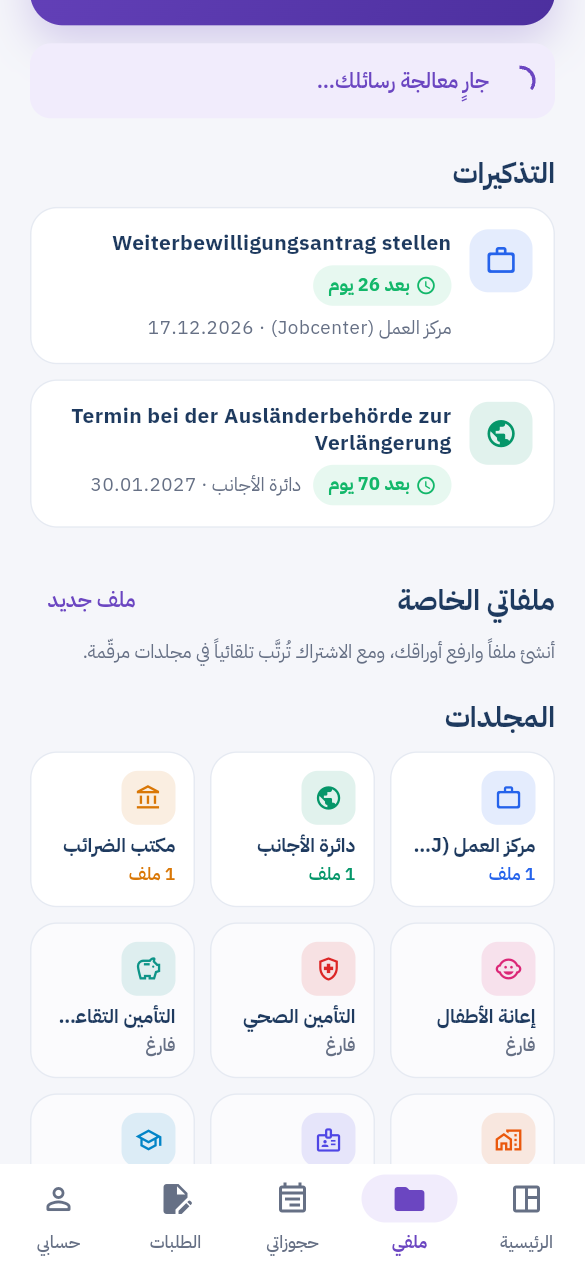 جارٍ معالجة رسائلك...
التذكيرات
Weiterbewilligungsantrag stellen
بعد 26 يوم
مركز العمل (Jobcenter) · 17.12.2026
Termin bei der Ausländerbehörde zur
Verlängerung
بعد 70 يوم
دائرة الأجانب · 30.01.2027
ملفاتي الخاصة
ملف جديد
أنشئ ملفاً وارفع أوراقك، ومع الاشتراك تُرتَّب تلقائياً في مجلدات مرقّمة.
المجلدات
مركز العمل (J...
1 ملف
دائرة الأجانب
1 ملف
مكتب الضرائب
1 ملف
إعانة الأطفال
فارغ
التأمين الصحي
فارغ
التأمين التقاعد...
فارغ
الرئيسية
ملفي
حجوزاتي
الطلبات
حسابي